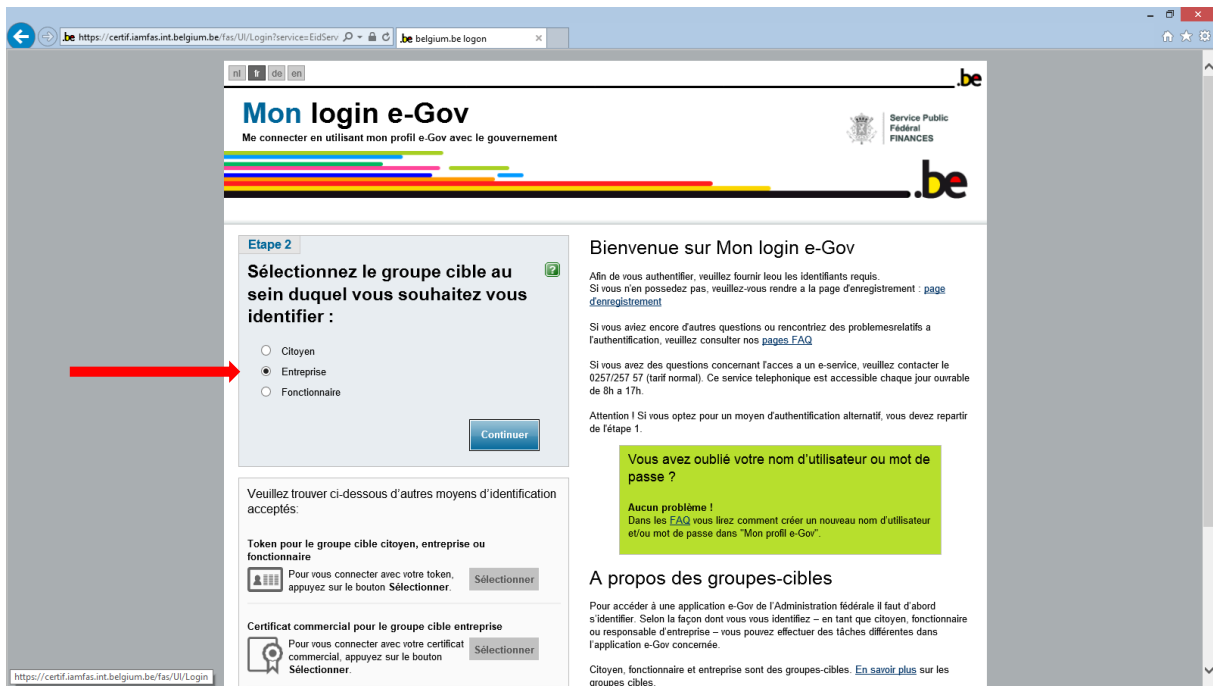 https://certif.iamfas.int.belgium.be/fas/UI/Login?service=EidServ
.be belgium.be logon
nl fr de en
.be
Mon login e-Gov
Me connecter en utilisant mon profil e-Gov avec le gouvernement
Service Public
Fédéral
FINANCES
.be
Etape 2
Sélectionnez le groupe cible au
sein duquel vous souhaitez vous
identifier :
Citoyen
Entreprise
Fonctionnaire
Continuer
Veuillez trouver ci-dessous d'autres moyens d'identification
acceptés:
Token pour le groupe cible citoyen, entreprise ou
fonctionnaire
Pour vous connecter avec votre token,
appuyez sur le bouton Sélectionner.
Sélectionner
Certificat commercial pour le groupe cible entreprise
Pour vous connecter avec votre certificat
commercial, appuyez sur le bouton
Sélectionner.
Sélectionner
Bienvenue sur Mon login e-Gov
Afin de vous authentifier, veuillez fournir leou les identifiants requis.
Si vous n'en possedez pas, veuillez-vous rendre a la page d'enregistrement : page
d'enregistrement
Si vous aviez encore d'autres questions ou rencontriez des problemesrelatifs a
l'authentification, veuillez consulter nos pages FAQ
Si vous avez des questions concernant l'acces a un e-service, veuillez contacter le
0257/257 57 (tarif normal). Ce service telephonique est accessible chaque jour ouvrable
de 8h a 17h.
Attention ! Si vous optez pour un moyen d'authentification alternatif, vous devez repartir
de l'étape 1.
Vous avez oublié votre nom d'utilisateur ou mot de
passe ?
Aucun problème !
Dans les FAQ vous lirez comment créer un nouveau nom d'utilisateur
et/ou mot de passe dans "Mon profil e-Gov".
A propos des groupes-cibles
Pour accéder à une application e-Gov de l'Administration fédérale il faut d'abord
s'identifier. Selon la façon dont vous vous identifiez – en tant que citoyen, fonctionnaire
ou responsable d'entreprise – vous pouvez effectuer des tâches différentes dans
l'application e-Gov concernée.
Citoyen, fonctionnaire et entreprise sont des groupes-cibles. En savoir plus sur les
groupes cibles.
https://certif.iamfas.int.belgium.be/fas/UI/Login